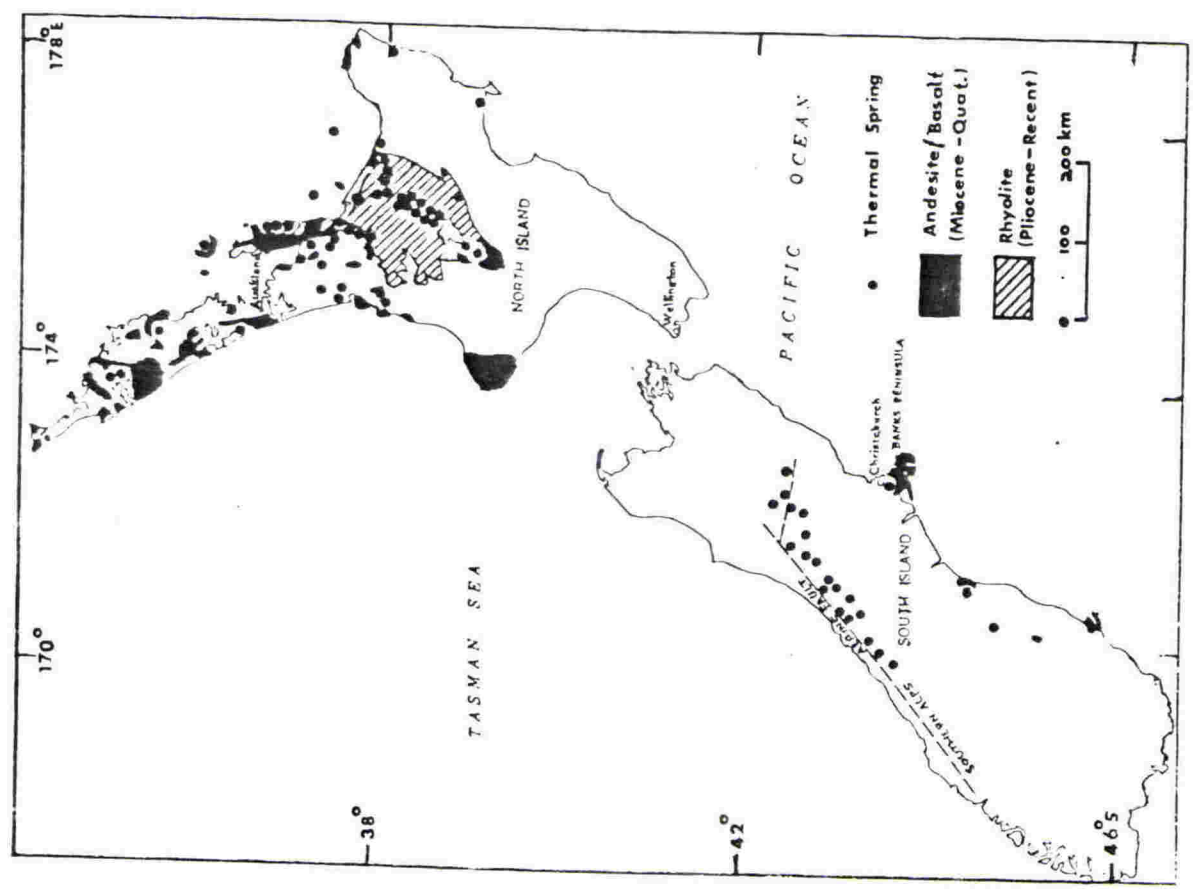 170°
174°
178° E
38°
42°
46° S
TASMAN SEA
Auckland
NORTH ISLAND
Wellington
PACIFIC OCEAN
ALPINE FAULT
SOUTHERN ALPS
SOUTH ISLAND
Christchurch
BANKS PENINSULA
Thermal Spring
Andesite/Basalt
(Miocene-Quat.)
Rhyolite
(Pliocene-Recent)
0 100 200 km